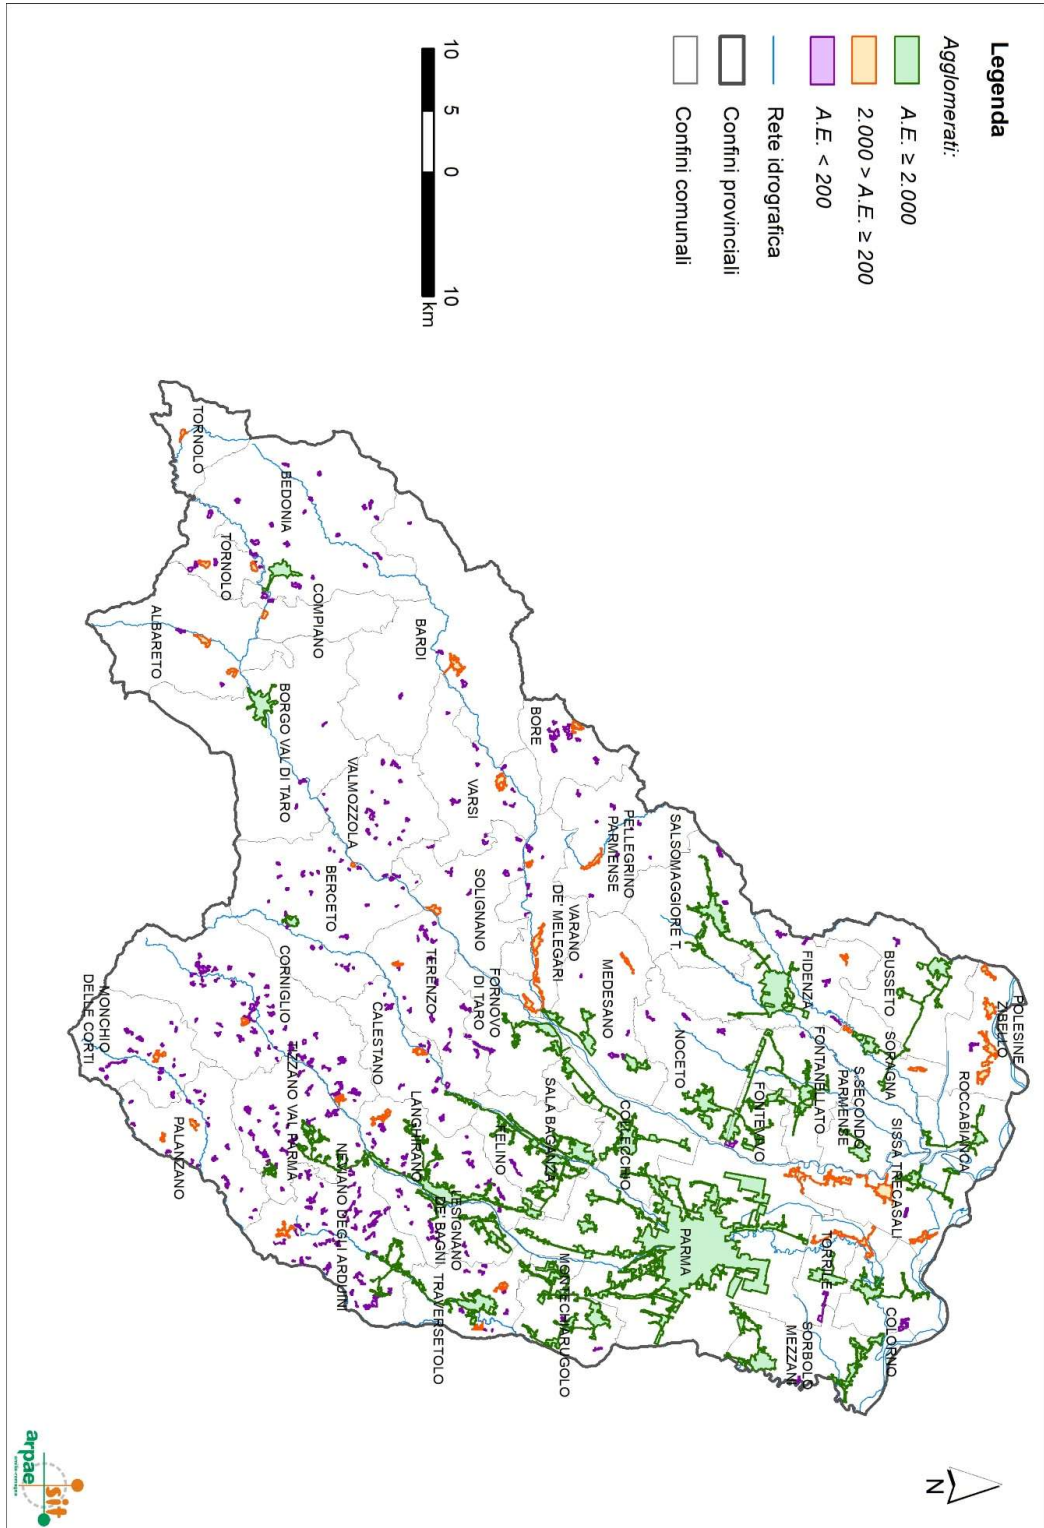 Legenda
Agglomerati:
A.E. ≥ 2.000
2.000 > A.E. ≥ 200
A.E. < 200
Rete idrografica
Confini provinciali
Confini comunali
10 5 0 10
km
POLESINE
ZIBELLO
ROCCABIANCA
BUSSETO
SORAGNA
S.SECONDO
PARMENSE
SISSA TRECASALI
COLORNO
FIDENZA
FONTANELLATO
TORRILE
SORBOLO
MEZZANI
FONTEVIVO
SALSOMAGGIORE T.
NOCETO
PARMA
PELLEGRINO
PARMENSE
MEDESANO
COLLECCHIO
MONTECHIARUGOLO
VARANO
DE' MELEGARI
SALA BAGANZA
BORE
FORNOVO
DI TARO
FELINO
LESIGNANO
DE' BAGNI
TRAVERSETOLO
VARSI
SOLIGNANO
TERENZO
LANGHIRANO
BARDI
CALESTANO
NEVIANO DEGLI ARDUINI
VALMOZZOLA
BERCETO
TIZZANO VAL PARMA
COMPIANO
BEDONIA
BORGO VAL DI TARO
CORNIGLIO
TORNOLO
TORNOLO
ALBARETO
PALANZANO
MONCHIO
DELLE CORTI
N
arpae
emilia-romagna
sit